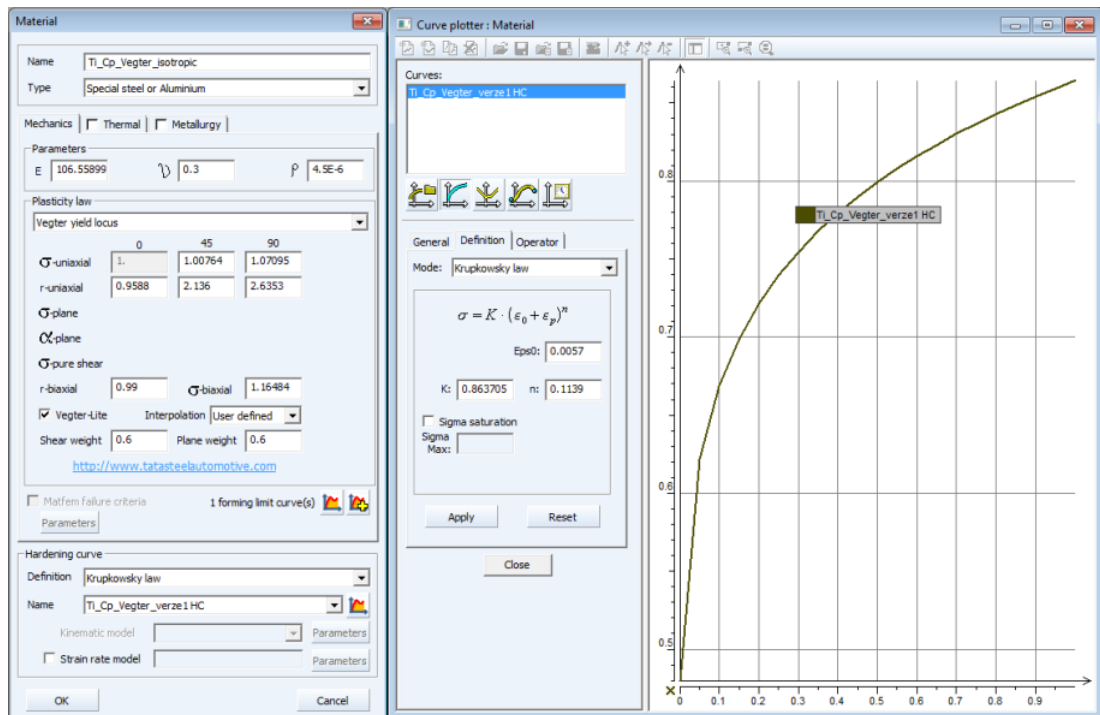 Material
Name Ti_Cp_Vegter_isotropic
Type Special steel or Aluminium
Mechanics Thermal Metallurgy
Parameters
E 106.55899 ν 0.3 ρ 4.5E-6
Plasticity law
Vegter yield locus
0 45 90
σ-uniaxial 1. 1.00764 1.07095
r-uniaxial 0.9588 2.136 2.6353
σ-plane
α-plane
σ-pure shear
r-biaxial 0.99 σ-biaxial 1.16484
Vegter-Lite Interpolation User defined
Shear weight 0.6 Plane weight 0.6
http://www.tatasteelautomotive.com
Matfem failure criteria 1 forming limit curve(s)
Parameters
Hardening curve
Definition Krupkowsky law
Name Ti_Cp_Vegter_verze1 HC
Kinematic model Parameters
Strain rate model Parameters
OK Cancel
Curve plotter : Material
Curves:
Ti_Cp_Vegter_verze1 HC
General Definition Operator
Mode: Krupkowsky law
σ = K · (ε₀ + εₚ)ⁿ
Eps0: 0.0057
K: 0.863705 n: 0.1139
Sigma saturation
Sigma
Max:
Apply Reset
Close
0.8
Ti_Cp_Vegter_verze1 HC
0.7
0.6
0.5
0 0.1 0.2 0.3 0.4 0.5 0.6 0.7 0.8 0.9